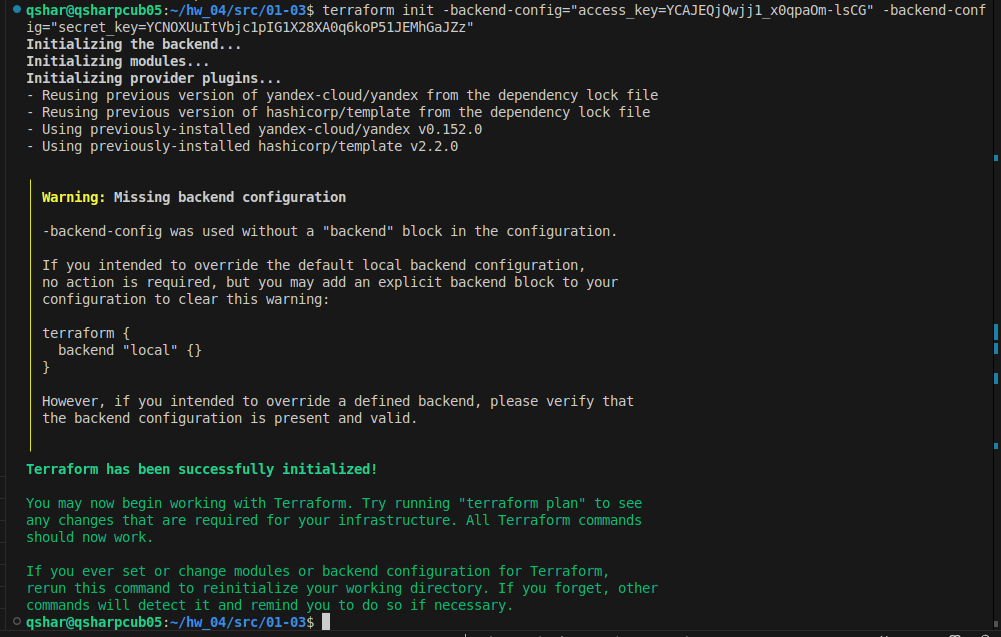 qshar@qsharpcub05:~/hw_04/src/01-03$ terraform init -backend-config="access_key=YCAJEQjQwjj1_x0qpaOm-lsCG" -backend-conf
ig="secret_key=YCNOXUuItVbjc1pIG1X28XA0q6koP51JEMhGaJZz"
Initializing the backend...
Initializing modules...
Initializing provider plugins...
- Reusing previous version of yandex-cloud/yandex from the dependency lock file
- Reusing previous version of hashicorp/template from the dependency lock file
- Using previously-installed yandex-cloud/yandex v0.152.0
- Using previously-installed hashicorp/template v2.2.0
Warning: Missing backend configuration
-backend-config was used without a "backend" block in the configuration.
If you intended to override the default local backend configuration,
no action is required, but you may add an explicit backend block to your
configuration to clear this warning:
terraform {
  backend "local" {}
}
However, if you intended to override a defined backend, please verify that
the backend configuration is present and valid.
Terraform has been successfully initialized!
You may now begin working with Terraform. Try running "terraform plan" to see
any changes that are required for your infrastructure. All Terraform commands
should now work.
If you ever set or change modules or backend configuration for Terraform,
rerun this command to reinitialize your working directory. If you forget, other
commands will detect it and remind you to do so if necessary.
qshar@qsharpcub05:~/hw_04/src/01-03$